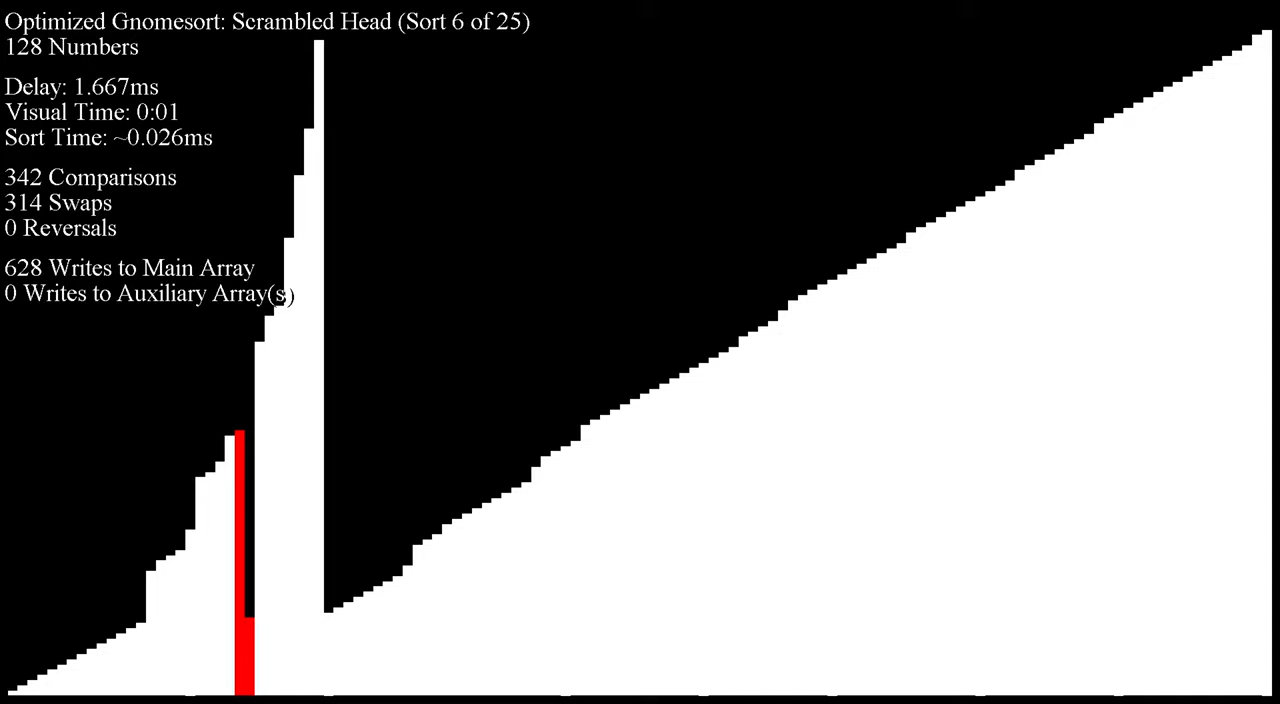 Optimized Gnomesort: Scrambled Head (Sort 6 of 25)
128 Numbers
Delay: 1.667ms
Visual Time: 0:01
Sort Time: ~0.026ms
342 Comparisons
314 Swaps
0 Reversals
628 Writes to Main Array
0 Writes to Auxiliary Array(s)